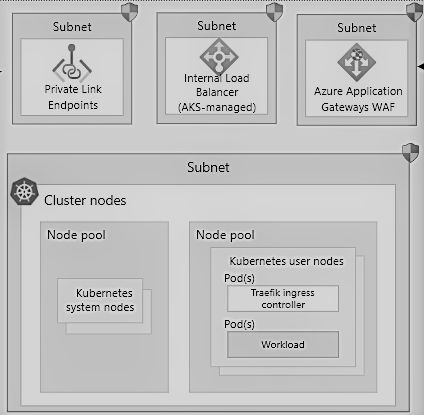 Subnet
Private Link
Endpoints
Subnet
Internal Load
Balancer
(AKS-managed)
Subnet
Azure Application
Gateways WAF
Subnet
Cluster nodes
Node pool
Kubernetes
system nodes
Node pool
Kubernetes user nodes
Pod(s)
Traefik ingress
controller
Pod(s)
Workload